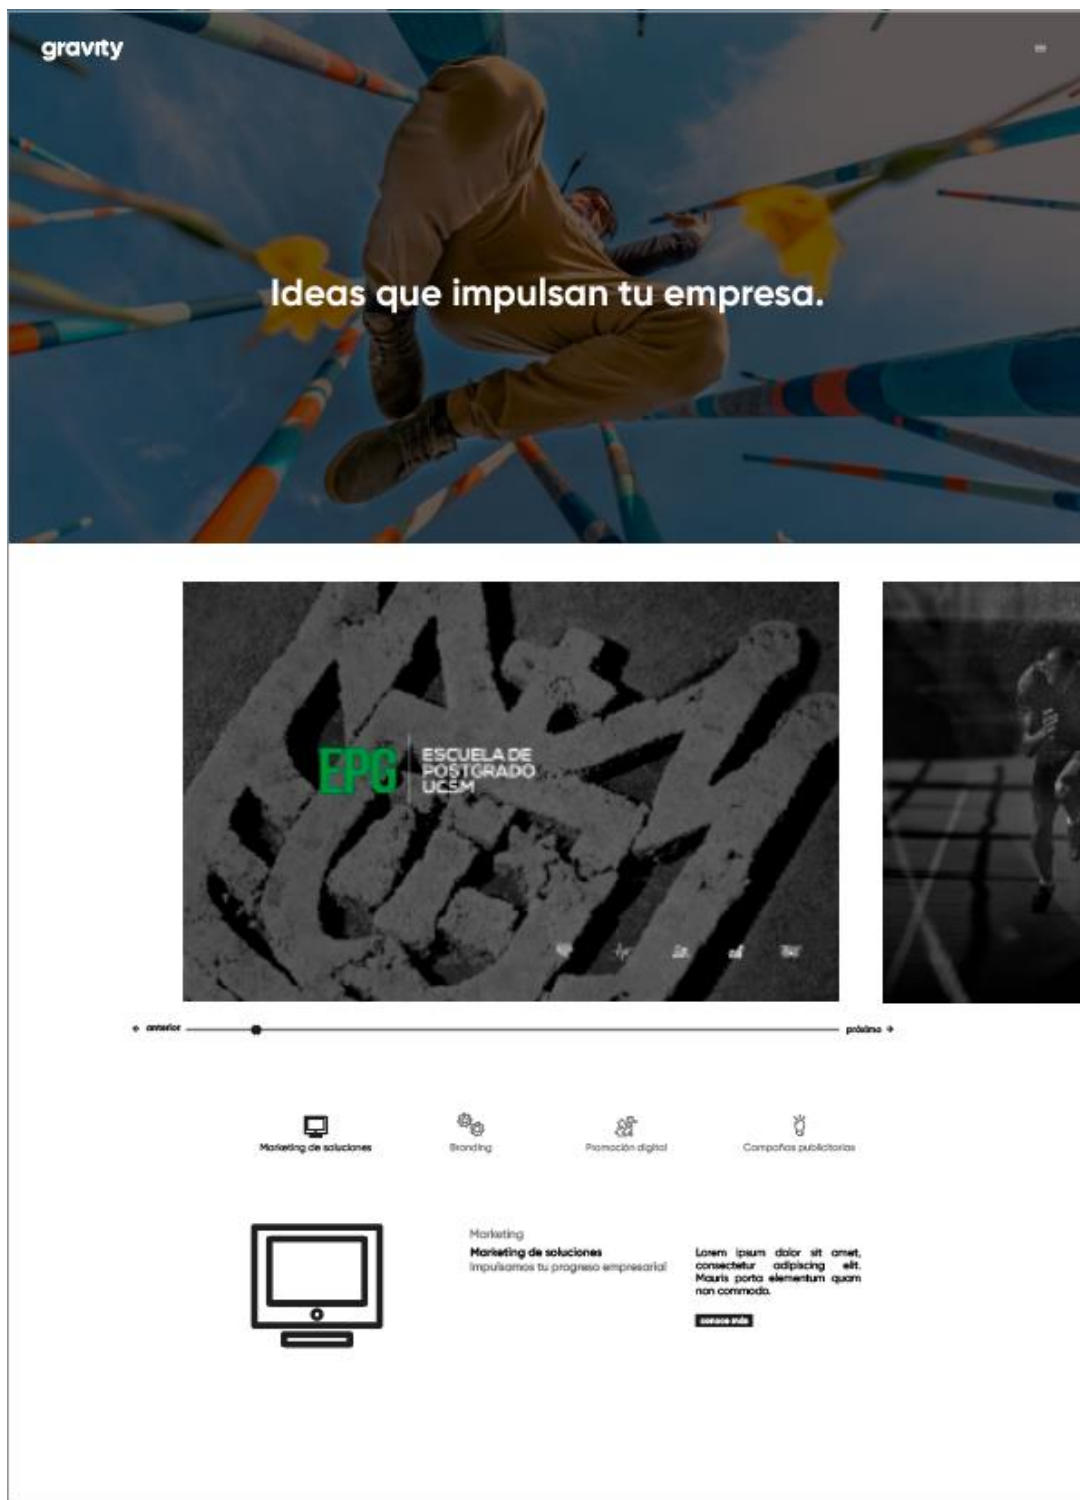 gravity
Ideas que impulsan tu empresa.
EPG
ESCUELA DE
POSTGRADO
UCSM
anterior
próximo
Marketing de soluciones
Branding
Promoción digital
Campañas publicitarias
Marketing
Marketing de soluciones
Impulsamos tu progreso empresarial
Lorem ipsum dolor sit amet,
consectetur adipiscing elit.
Mauris porta elementum quam
non commodo.
conoce más